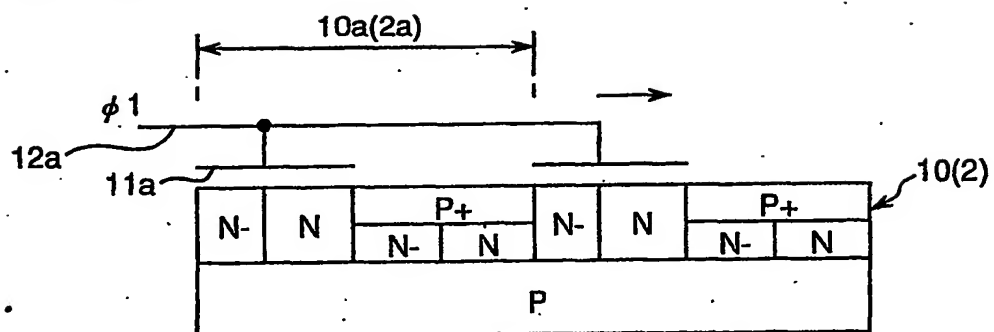 10a(2a)
φ1
12a
11a
10(2)
N- N P+ N- N P+
N- N N- N
P